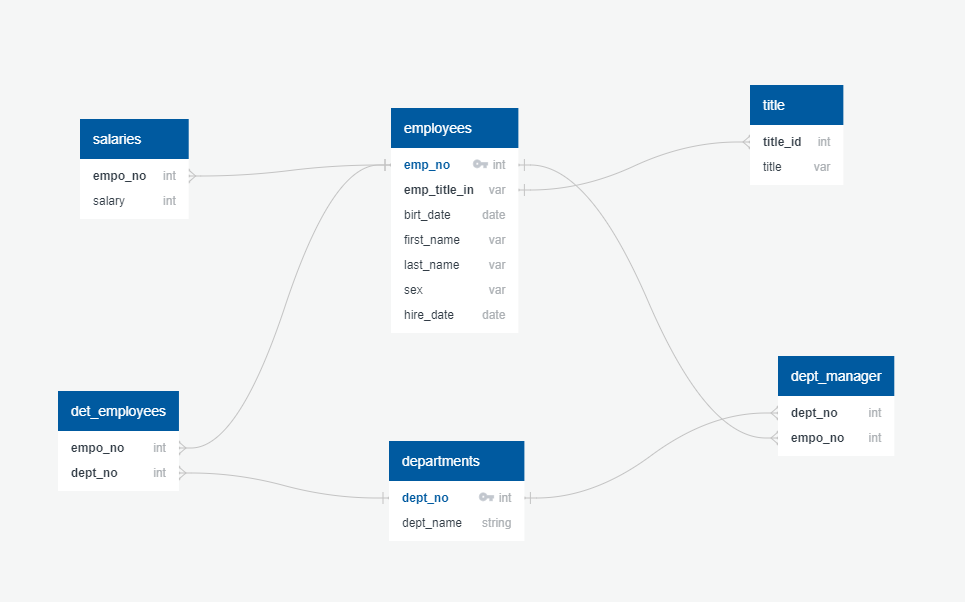 salaries
empo_no int
salary int
employees
emp_no int
emp_title_in var
birt_date date
first_name var
last_name var
sex var
hire_date date
title
title_id int
title var
det_employees
empo_no int
dept_no int
departments
dept_no int
dept_name string
dept_manager
dept_no int
empo_no int